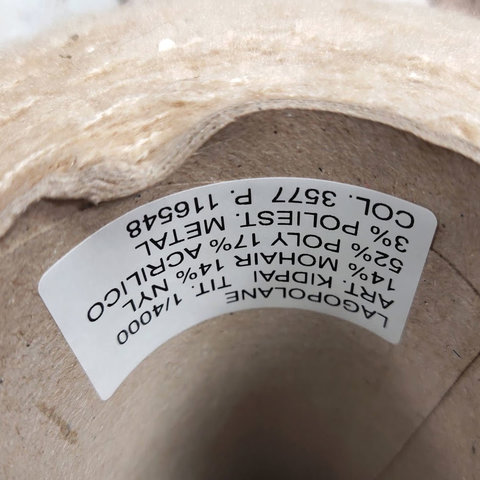 LAGOPOLANE
ART. KIDPAI TIT. 1/4000
14% MOHAIR 14% NYL
52% POLY 17% ACRILICO
3% POLIEST. METAL
COL. 3577 P. 116548